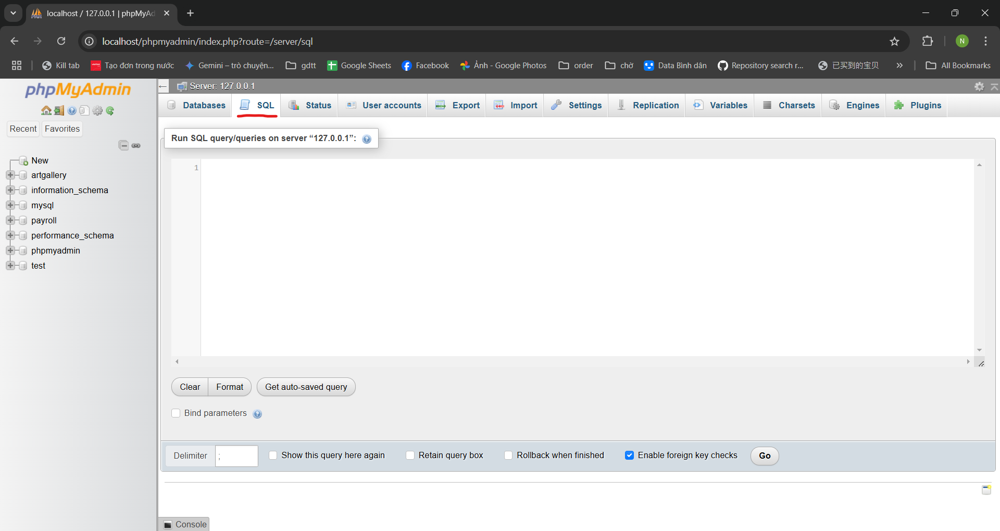 localhost / 127.0.0.1 | phpMyAd
localhost/phpmyadmin/index.php?route=/server/sql
N
Kill tab
Tạo đơn trong nước
Gemini – trò chuyện...
gdtt
Google Sheets
Facebook
Ảnh - Google Photos
order
chờ
Data Bình dân
Repository search r...
已买到的宝贝
All Bookmarks
phpMyAdmin
Recent
Favorites
New
artgallery
information_schema
mysql
payroll
performance_schema
phpmyadmin
test
Server: 127.0.0.1
Databases
SQL
Status
User accounts
Export
Import
Settings
Replication
Variables
Charsets
Engines
Plugins
Run SQL query/queries on server “127.0.0.1”:
1
Clear
Format
Get auto-saved query
Bind parameters
Delimiter
;
Show this query here again
Retain query box
Rollback when finished
Enable foreign key checks
Go
Console